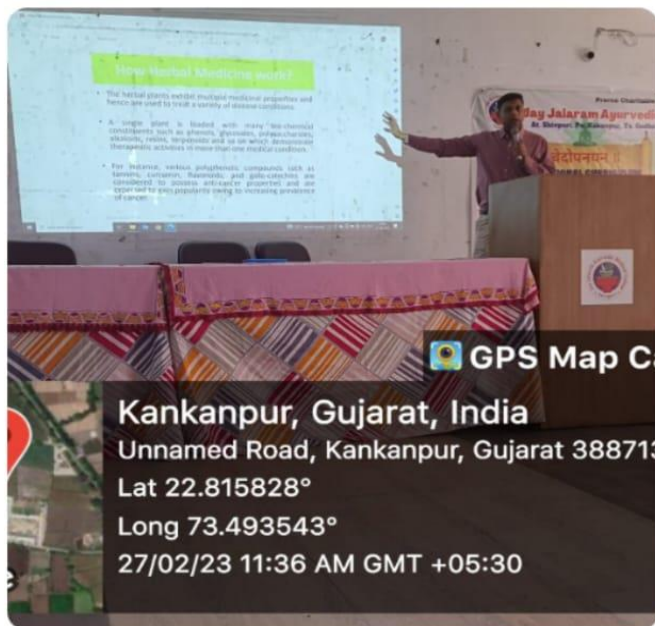 How Herbal Medicine work?
The herbal plants exhibit multiple medicinal properties and
hence are used to treat a variety of disease conditions.
A single plant is loaded with many bio-chemical
constituents such as phenols, glycosides, polysaccharides,
alkaloids, resins, terpenoids and so on which demonstrate
therapeutic activities in more than one medical condition.
For instance, various polyphenolic compounds such as
tannins, curcumin, flavonoids, and gallo-catechins are
considered to possess anti-cancer properties and are
expected to gain popularity owing to increasing prevalence
of cancer.
Jay Jalaram Ayurvedi
GPS Map Ca
Kankanpur, Gujarat, India
Unnamed Road, Kankanpur, Gujarat 388713
Lat 22.815828°
Long 73.493543°
27/02/23 11:36 AM GMT +05:30